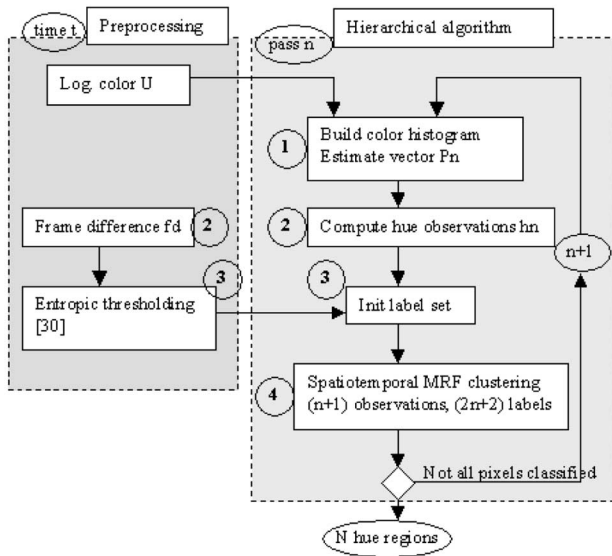 time t
Preprocessing
Log. color U
Frame difference fd
2
3
Entropic thresholding
[30]
pass n
Hierarchical algorithm
1
Build color histogram
Estimate vector Pn
2
Compute hue observations hn
n+1
3
Init label set
4
Spatiotemporal MRF clustering
(n+1) observations, (2n+2) labels
Not all pixels classified
N hue regions